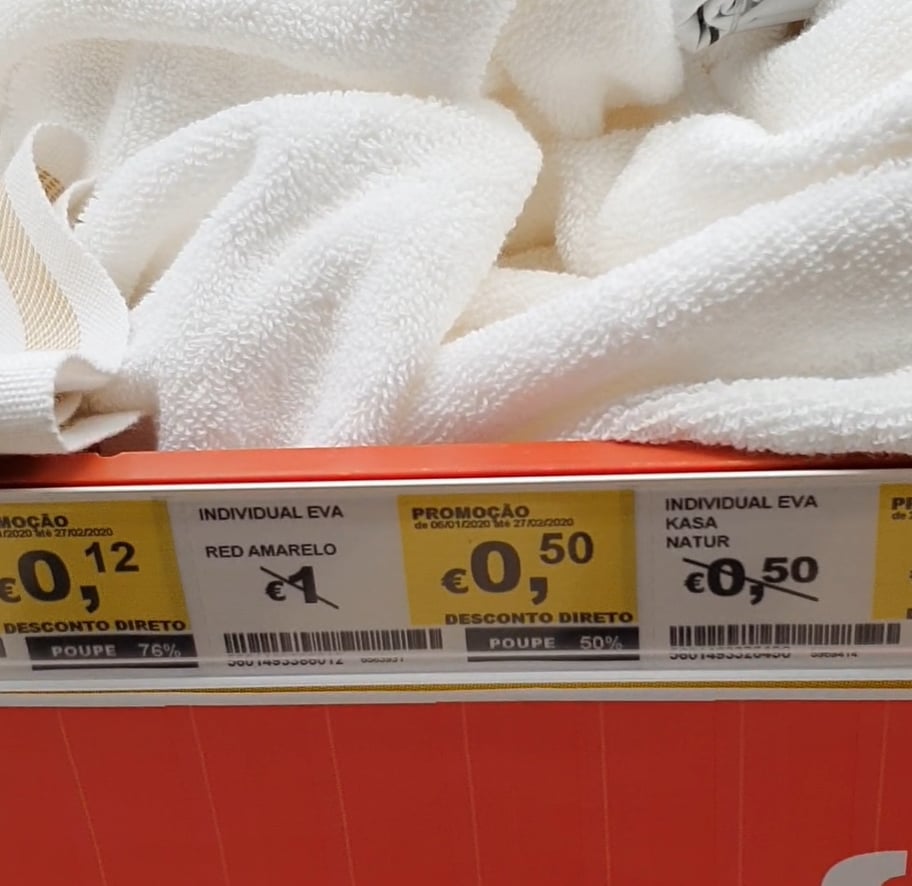 MOÇÃO
/2020 até 27/02/2020
€0,12
DESCONTO DIRETO
POUPE 76%
INDIVIDUAL EVA
RED AMARELO
€1
PROMOÇÃO
de 06/01/2020 até 27/02/2020
€0,50
DESCONTO DIRETO
POUPE 50%
INDIVIDUAL EVA
KASA
NATUR
€0,50